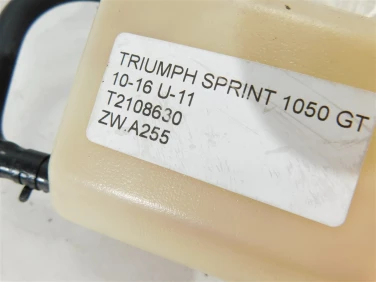 TRIUMPH SPRINT 1050 GT
10-16 U-11
T2108630
ZW.A255